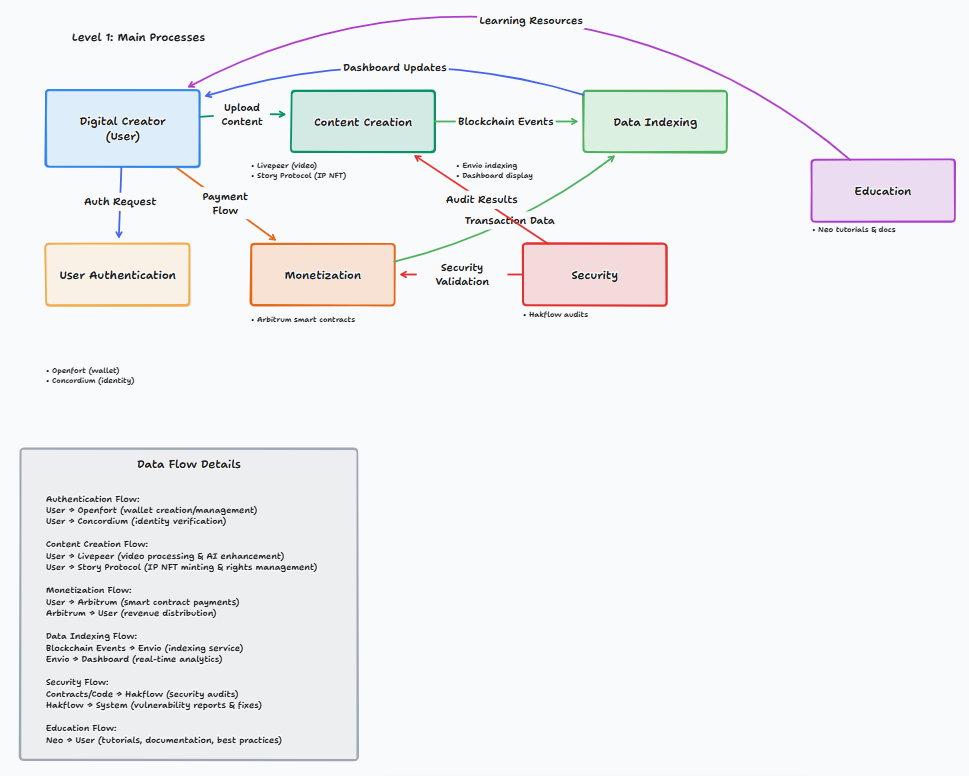 Learning Resources
Level 1: Main Processes
Dashboard Updates
Digital Creator
(User)
Upload
Content
Content Creation
Blockchain Events
Data Indexing
• Livepeer (video)
• Story Protocol (IP NFT)
• Envio indexing
• Dashboard display
Education
• Neo tutorials & docs
Auth Request
Payment
Flow
Audit Results
Transaction Data
User Authentication
Monetization
Security
Validation
Security
• Arbitrum smart contracts
• Hakflow audits
• Openfort (wallet)
• Concordium (identity)
Data Flow Details
Authentication Flow:
User → Openfort (wallet creation/management)
User → Concordium (identity verification)
Content Creation Flow:
User → Livepeer (video processing & AI enhancement)
User → Story Protocol (IP NFT minting & rights management)
Monetization Flow:
User → Arbitrum (smart contract payments)
Arbitrum → User (revenue distribution)
Data Indexing Flow:
Blockchain Events → Envio (indexing service)
Envio → Dashboard (real-time analytics)
Security Flow:
Contracts/Code → Hakflow (security audits)
Hakflow → System (vulnerability reports & fixes)
Education Flow:
Neo → User (tutorials, documentation, best practices)